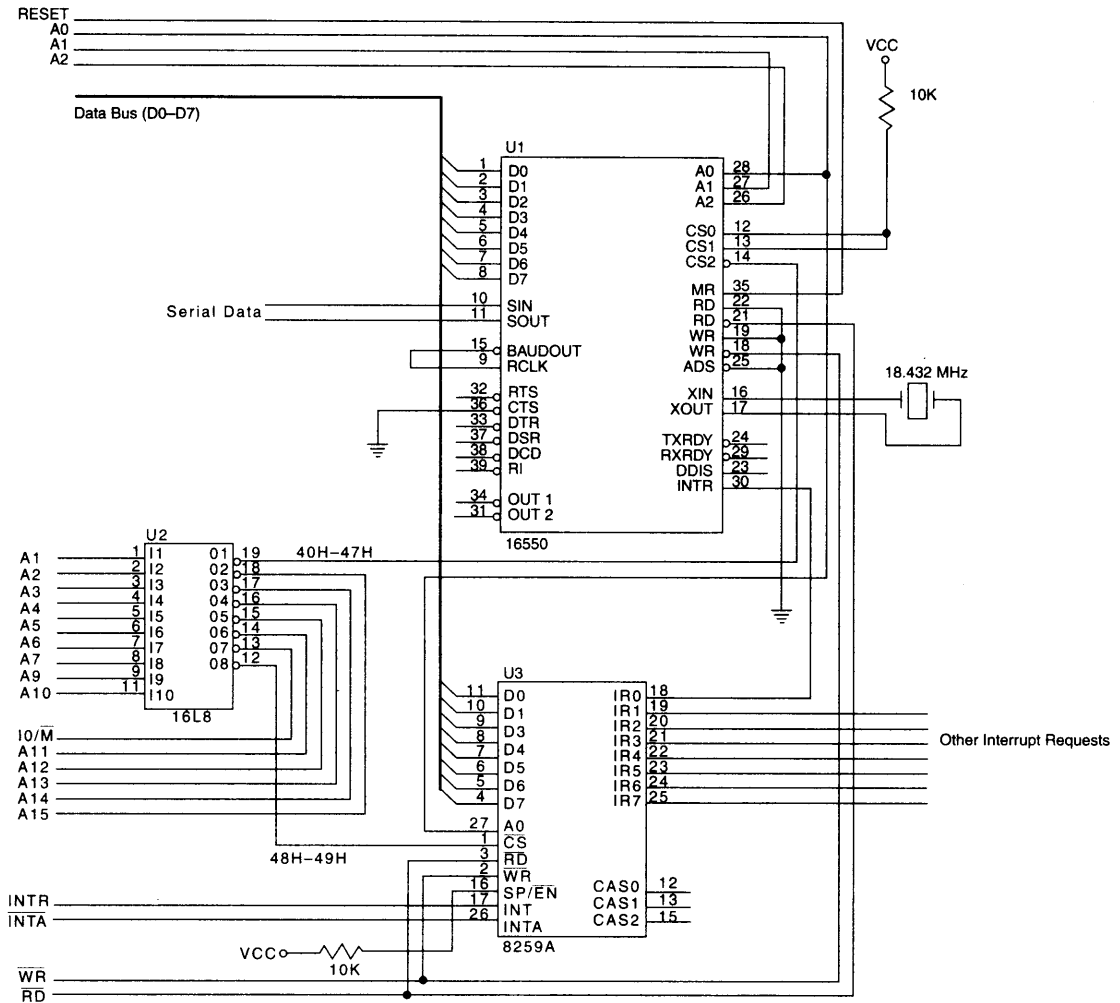 RESET
A0
A1
A2
Data Bus (D0–D7)
VCC
10K
U1
1 D0
2 D1
3 D2
4 D3
5 D4
6 D5
7 D6
8 D7
Serial Data
10 SIN
11 SOUT
15 BAUDOUT
9 RCLK
32 RTS
36 CTS
33 DTR
37 DSR
38 DCD
39 RI
34 OUT 1
31 OUT 2
A0 28
A1 27
A2 26
CS0 12
CS1 13
CS2 14
MR 35
RD 22
RD 21
WR 19
WR 18
ADS 25
XIN 16
XOUT 17
TXRDY 24
RXRDY 29
DDIS 23
INTR 30
16550
18.432 MHz
U2
A1 1 I1
A2 2 I2
A3 3 I3
A4 4 I4
A5 5 I5
A6 6 I6
A7 7 I7
A8 8 I8
A9 9 I9
A10 11 I10
01 19
02 18
03 17
04 16
05 15
06 14
07 13
08 12
16L8
40H–47H
IO/M
A11
A12
A13
A14
A15
48H–49H
U3
11 D0
10 D1
9 D3
8 D4
7 D5
6 D5
5 D6
4 D7
27 A0
1 CS
3 RD
2 WR
16 SP/EN
17 INT
26 INTA
IR0 18
IR1 19
IR2 20
IR3 21
IR4 22
IR5 23
IR6 24
IR7 25
CAS0 12
CAS1 13
CAS2 15
8259A
Other Interrupt Requests
INTR
INTA
VCC
10K
WR
RD